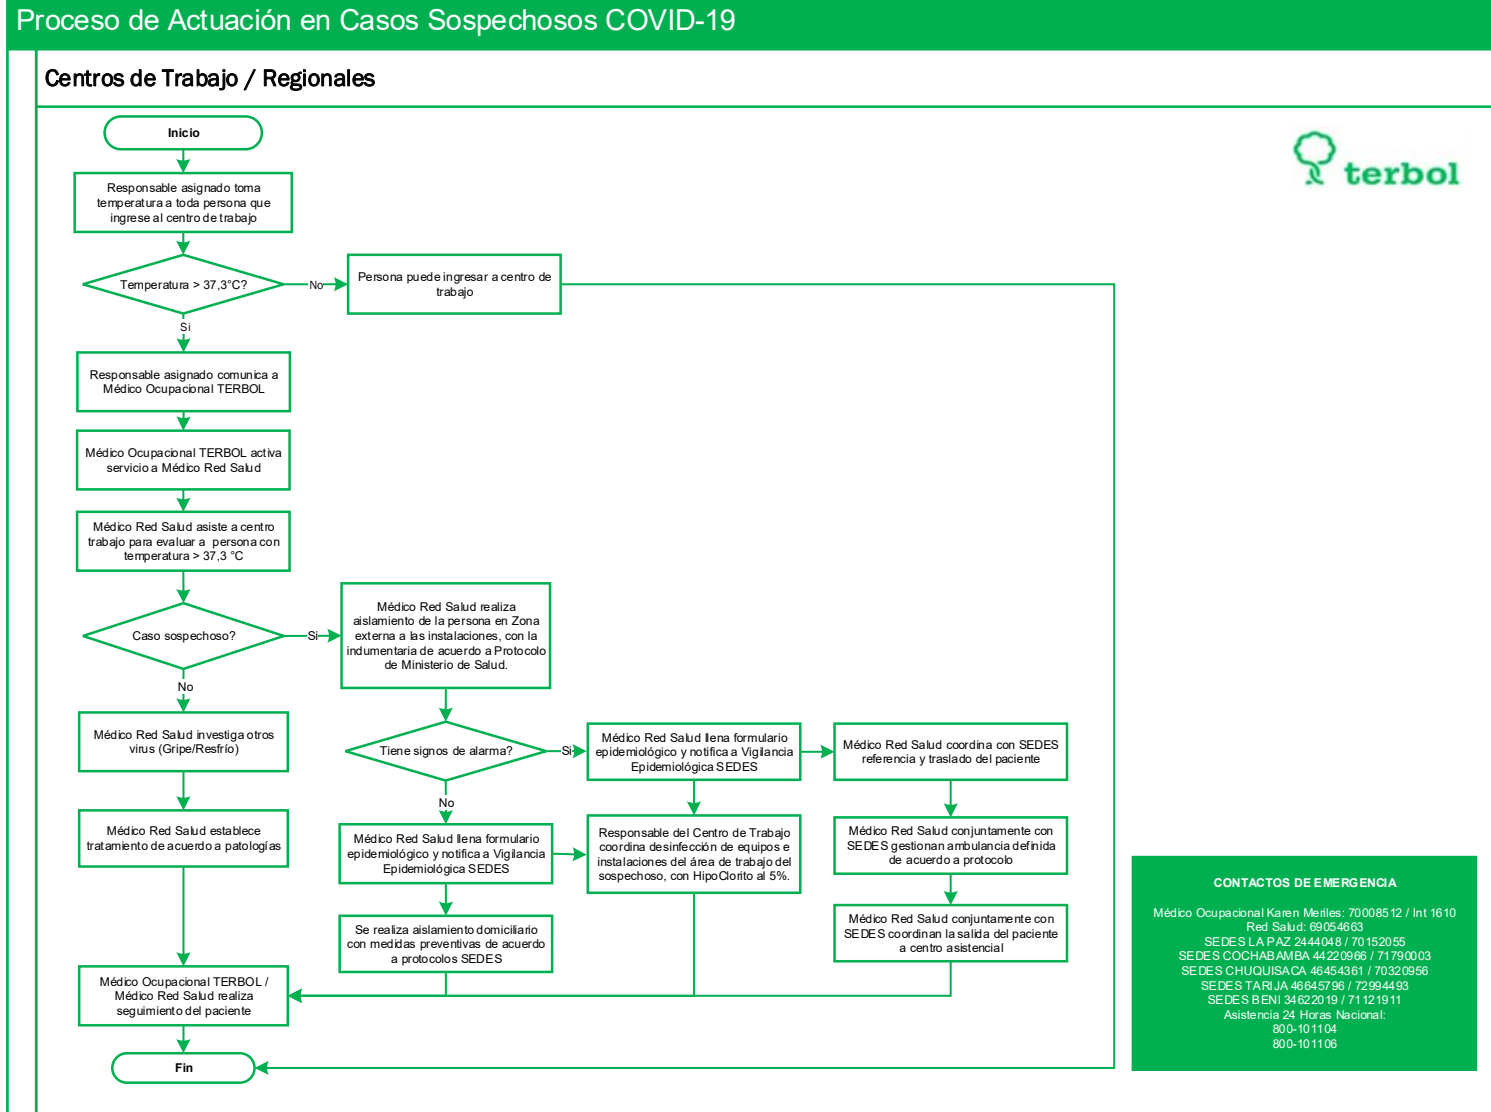 Proceso de Actuación en Casos Sospechosos COVID-19
Centros de Trabajo / Regionales
terbol
Inicio
Responsable asignado toma
temperatura a toda persona que
ingrese al centro de trabajo
Temperatura > 37,3°C?
No
Persona puede ingresar a centro de
trabajo
Si
Responsable asignado comunica a
Médico Ocupacional TERBOL
Médico Ocupacional TERBOL activa
servicio a Médico Red Salud
Médico Red Salud asiste a centro
trabajo para evaluar a persona con
temperatura > 37,3 °C
Caso sospechoso?
Si
Médico Red Salud realiza
aislamiento de la persona en Zona
externa a las instalaciones, con la
indumentaria de acuerdo a Protocolo
de Ministerio de Salud.
No
Médico Red Salud investiga otros
virus (Gripe/Resfrío)
Médico Red Salud establece
tratamiento de acuerdo a patologías
Tiene signos de alarma?
Si
Médico Red Salud llena formulario
epidemiológico y notifica a Vigilancia
Epidemiológica SEDES
Médico Red Salud coordina con SEDES
referencia y traslado del paciente
No
Médico Red Salud llena formulario
epidemiológico y notifica a Vigilancia
Epidemiológica SEDES
Responsable del Centro de Trabajo
coordina desinfección de equipos e
instalaciones del área de trabajo del
sospechoso, con HipoClorito al 5%.
Médico Red Salud conjuntamente con
SEDES gestionan ambulancia definida
de acuerdo a protocolo
Se realiza aislamiento domiciliario
con medidas preventivas de acuerdo
a protocolos SEDES
Médico Red Salud conjuntamente con
SEDES coordinan la salida del paciente
a centro asistencial
Médico Ocupacional TERBOL /
Médico Red Salud realiza
seguimiento del paciente
Fin
CONTACTOS DE EMERGENCIA
Médico Ocupacional Karen Meriles: 70008512 / Int 1610
Red Salud: 69054663
SEDES LA PAZ 2444048 / 70152055
SEDES COCHABAMBA 44220966 / 71790003
SEDES CHUQUISACA 46454361 / 70320956
SEDES TARIJA 46645796 / 72994493
SEDES BENI 34622019 / 71121911
Asistencia 24 Horas Nacional:
800-101104
800-101106